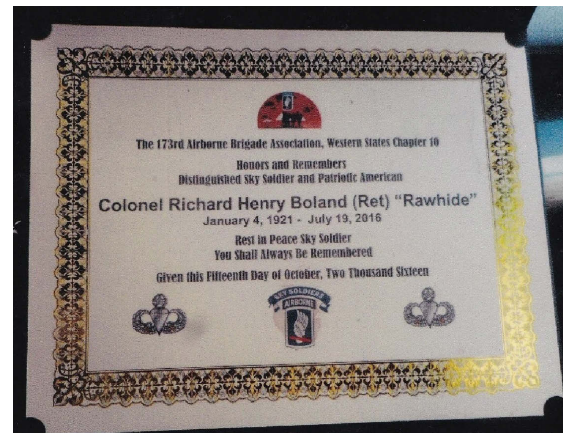 The 173rd Airborne Brigade Association, Western States Chapter 10
Honors and Remembers
Distinguished Sky Soldier and Patriotic American
Colonel Richard Henry Boland (Ret) "Rawhide"
January 4, 1921 - July 19, 2016
Rest in Peace Sky Soldier
You Shall Always Be Remembered
Given this Fifteenth Day of October, Two Thousand Sixteen
SKY SOLDIERS
AIRBORNE